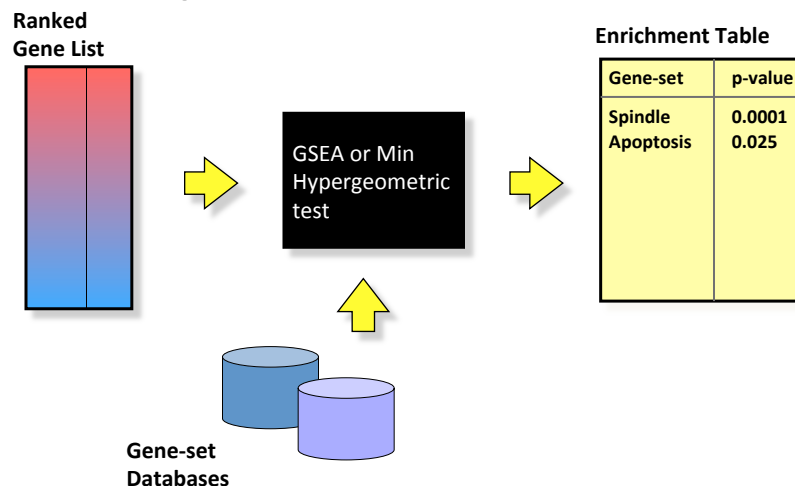 Ranked
Gene List
GSEA or Min
Hypergeometric
test
Enrichment Table
Gene-set p-value
Spindle 0.0001
Apoptosis 0.025
Gene-set
Databases